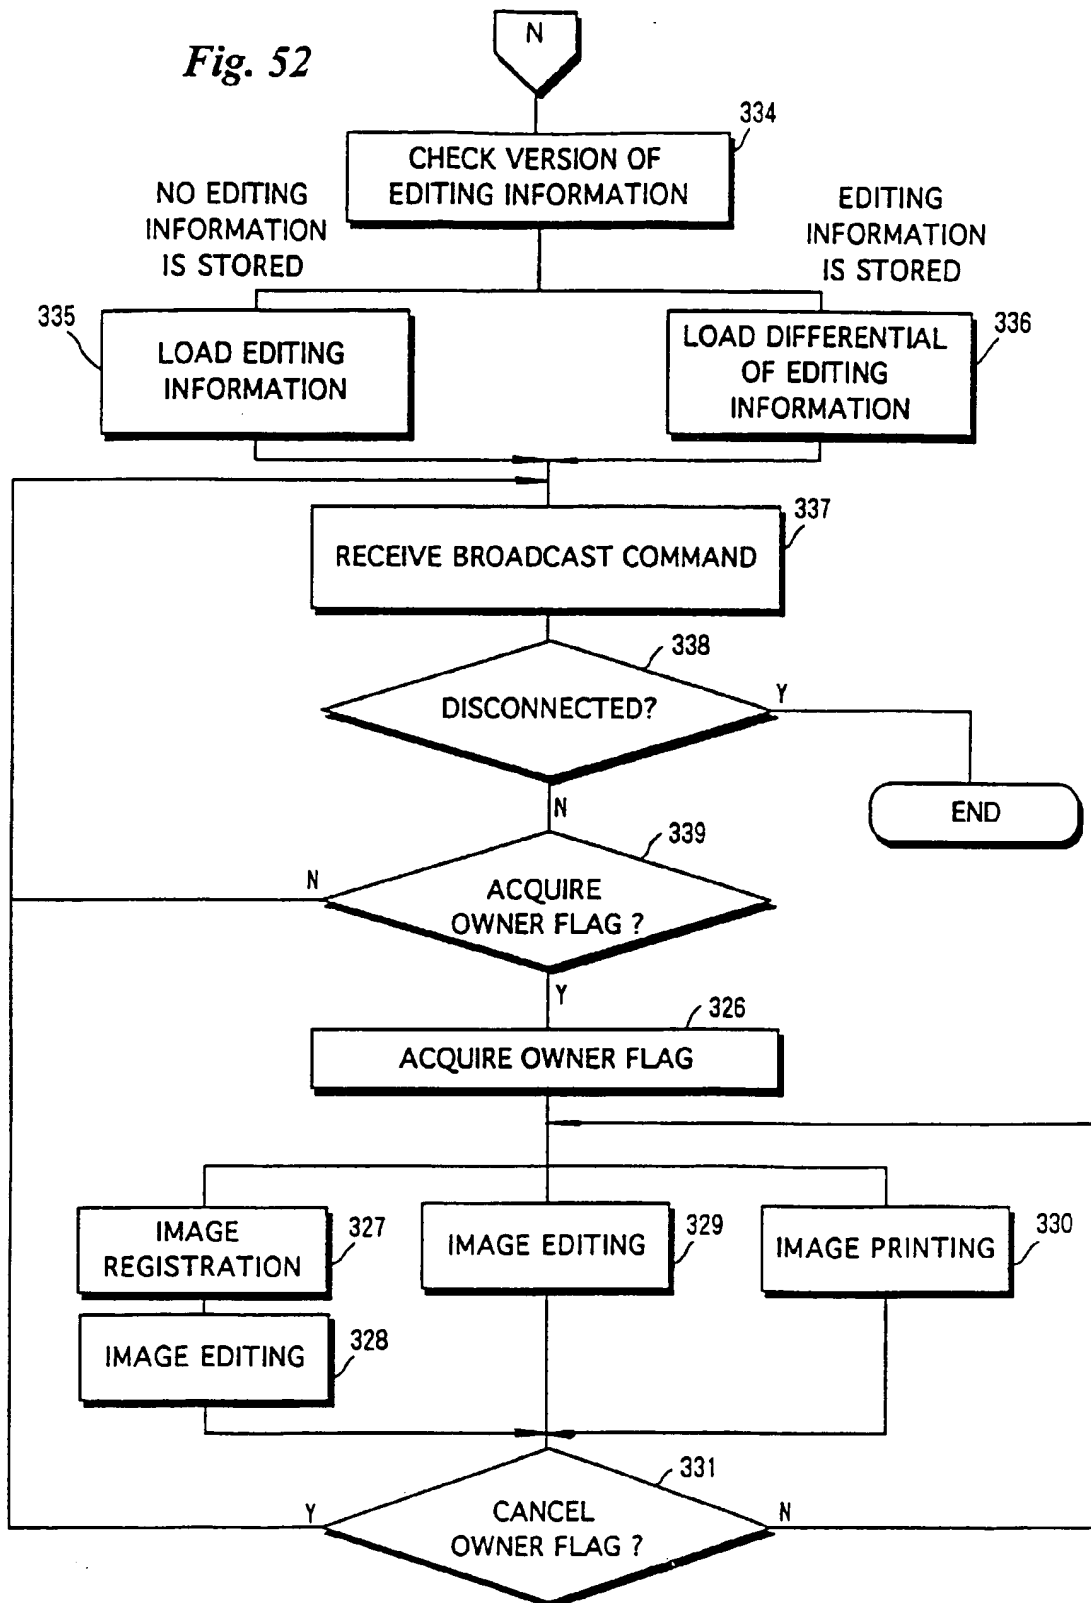 Fig. 52
N
334
CHECK VERSION OF
EDITING INFORMATION
NO EDITING
INFORMATION
IS STORED
EDITING
INFORMATION
IS STORED
335
LOAD EDITING
INFORMATION
336
LOAD DIFFERENTIAL
OF EDITING
INFORMATION
337
RECEIVE BROADCAST COMMAND
338
DISCONNECTED?
Y
N
END
339
N
ACQUIRE
OWNER FLAG ?
Y
326
ACQUIRE OWNER FLAG
IMAGE
REGISTRATION
327
IMAGE EDITING
329
IMAGE PRINTING
330
IMAGE EDITING
328
331
Y
CANCEL
OWNER FLAG ?
N